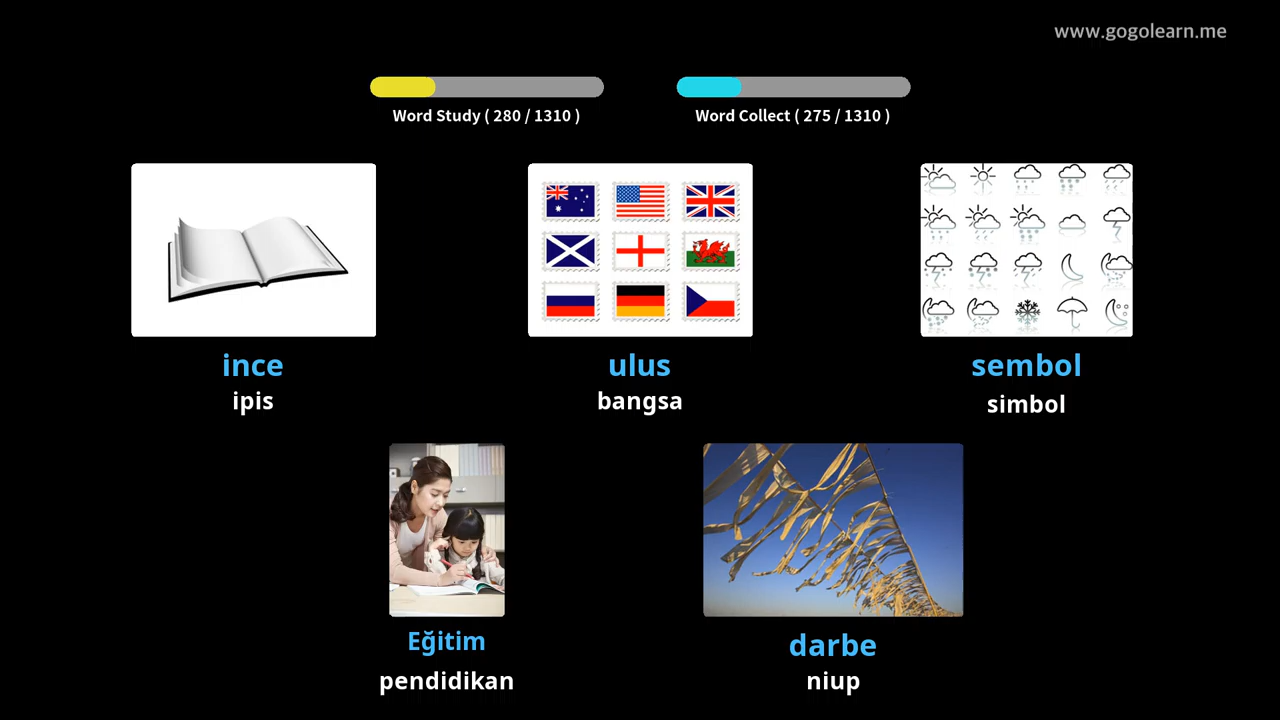 www.gogolearn.me
Word Study ( 280 / 1310 )
Word Collect ( 275 / 1310 )
ince
ipis
ulus
bangsa
sembol
simbol
Eğitim
pendidikan
darbe
niup